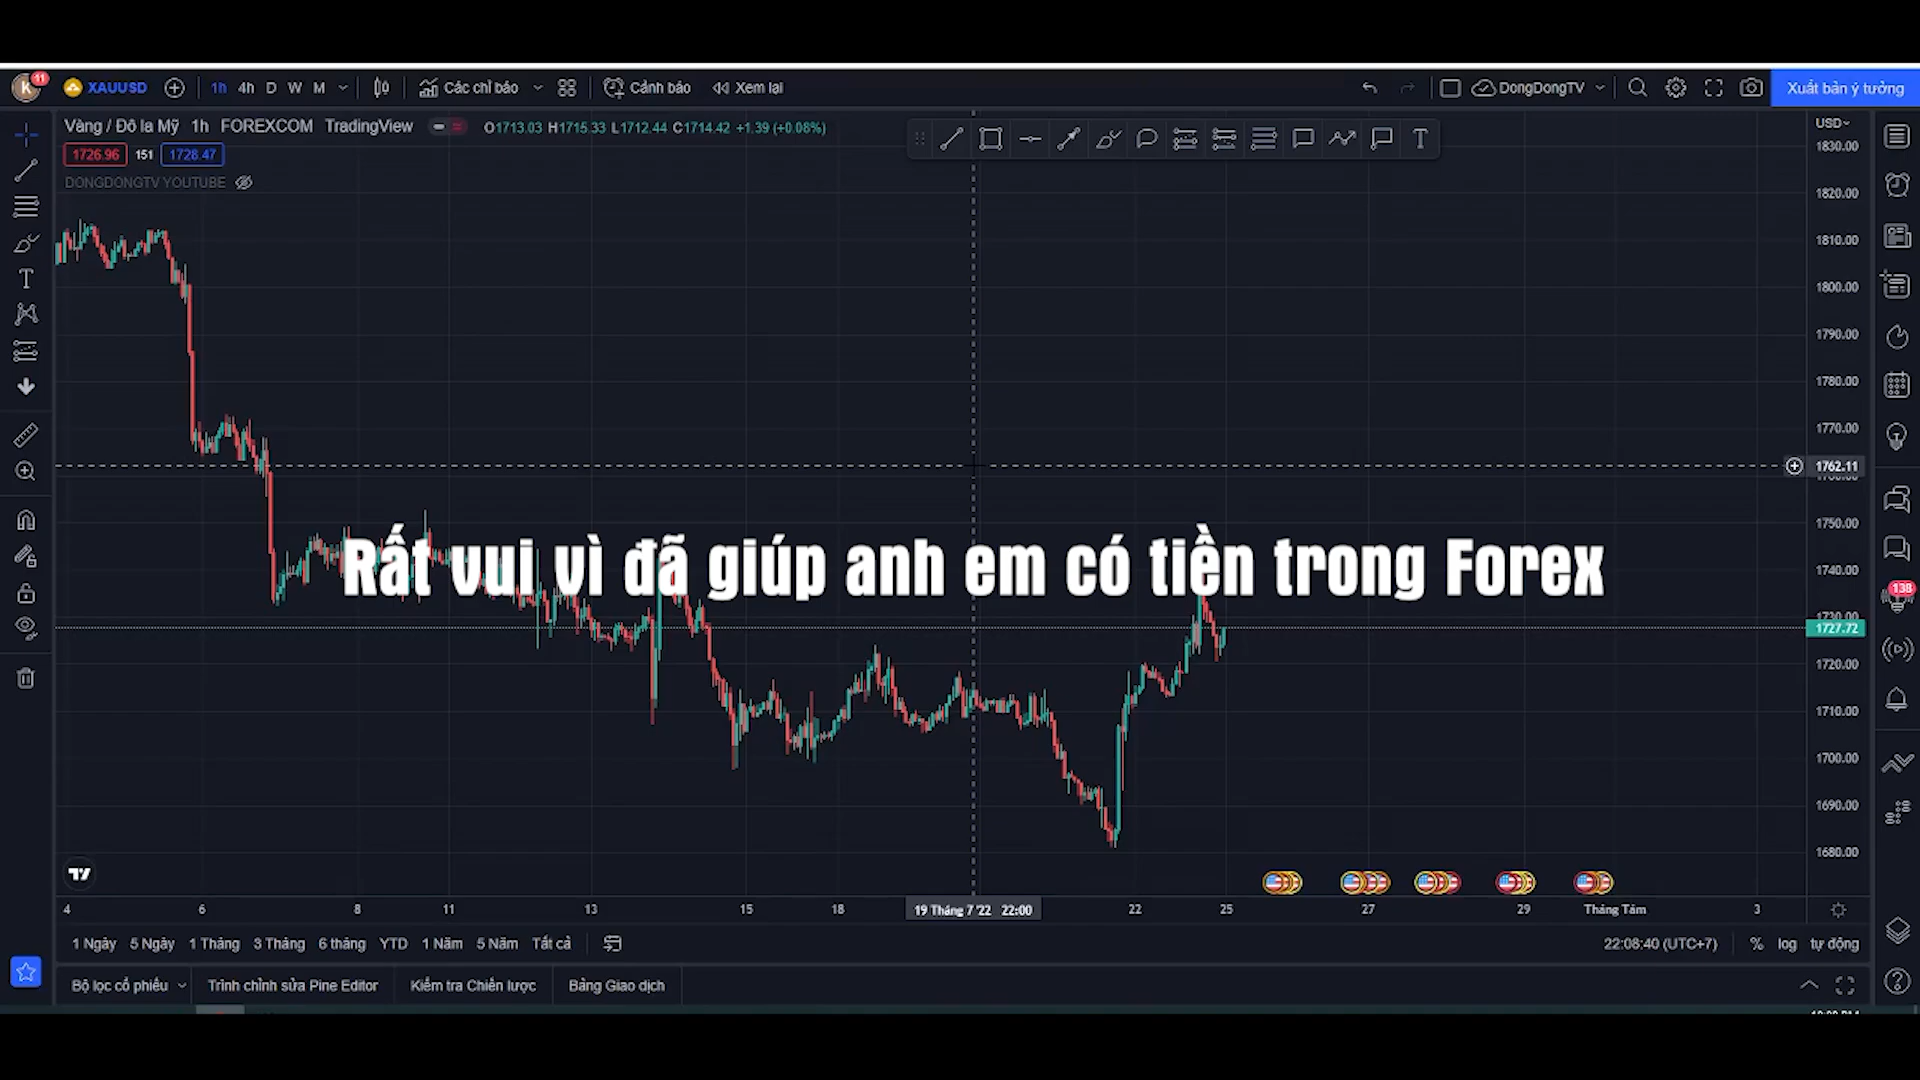 K 11 XAUUSD 1h 4h D W M Các chỉ báo Cảnh báo Xem lại DongDongTV Xuất bản ý tưởng
Vàng / Đô la Mỹ 1h FOREXCOM TradingView O1713.03 H1715.33 L1712.44 C1714.42 +1.39 (+0.08%)
1726.96 151 1728.47
DONGDONGTV YOUTUBE
USD
1830.00
1820.00
1810.00
1800.00
1790.00
1780.00
1770.00
1762.11
1750.00
1740.00
Rất vui vì đã giúp anh em có tiền trong Forex
138
1727.72
1720.00
1710.00
1700.00
1690.00
1680.00
4 6 8 11 13 15 18 19 Tháng 7 '22 22:00 22 25 27 29 Tháng Tám 3
1 Ngày 5 Ngày 1 Tháng 3 Tháng 6 tháng YTD 1 Năm 5 Năm Tất cả 22:08:40 (UTC+7) % log tự động
Bộ lọc cổ phiếu Trình chỉnh sửa Pine Editor Kiểm tra Chiến lược Bảng Giao dịch